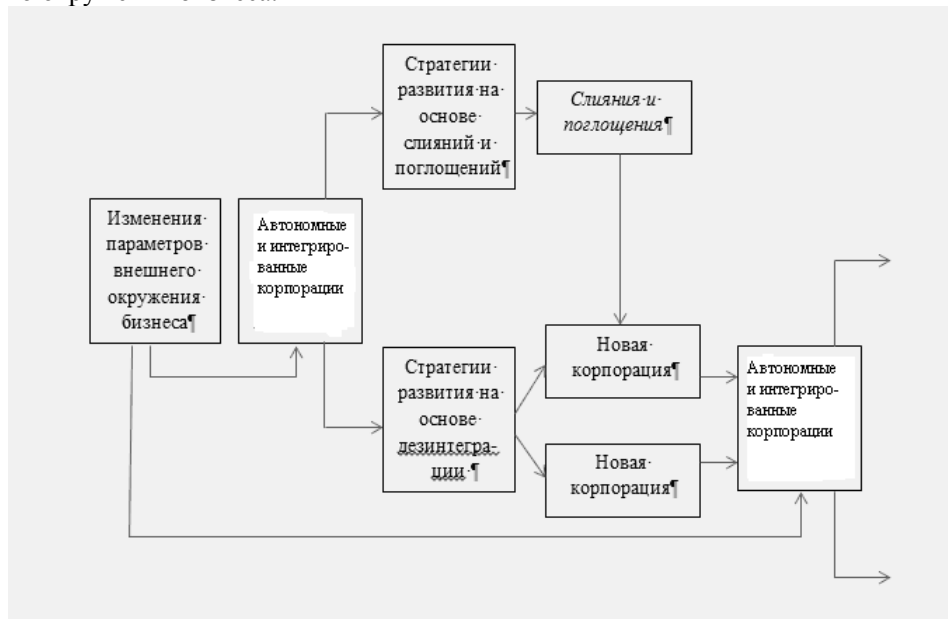 Стратегии·
развития·на·
основе·
слияний·и·
поглощений¶
Слияния·и·
поглощения¶
Изменения·
параметров·
внешнего·
окружения·
бизнеса¶
Автономные
и интегриро-
ванные
корпорации
Стратегии·
развития·на·
основе·
дезинтегра-
ции·¶
Новая·
корпорация¶
Новая·
корпорация¶
Автономные
и интегриро-
ванные
корпорации